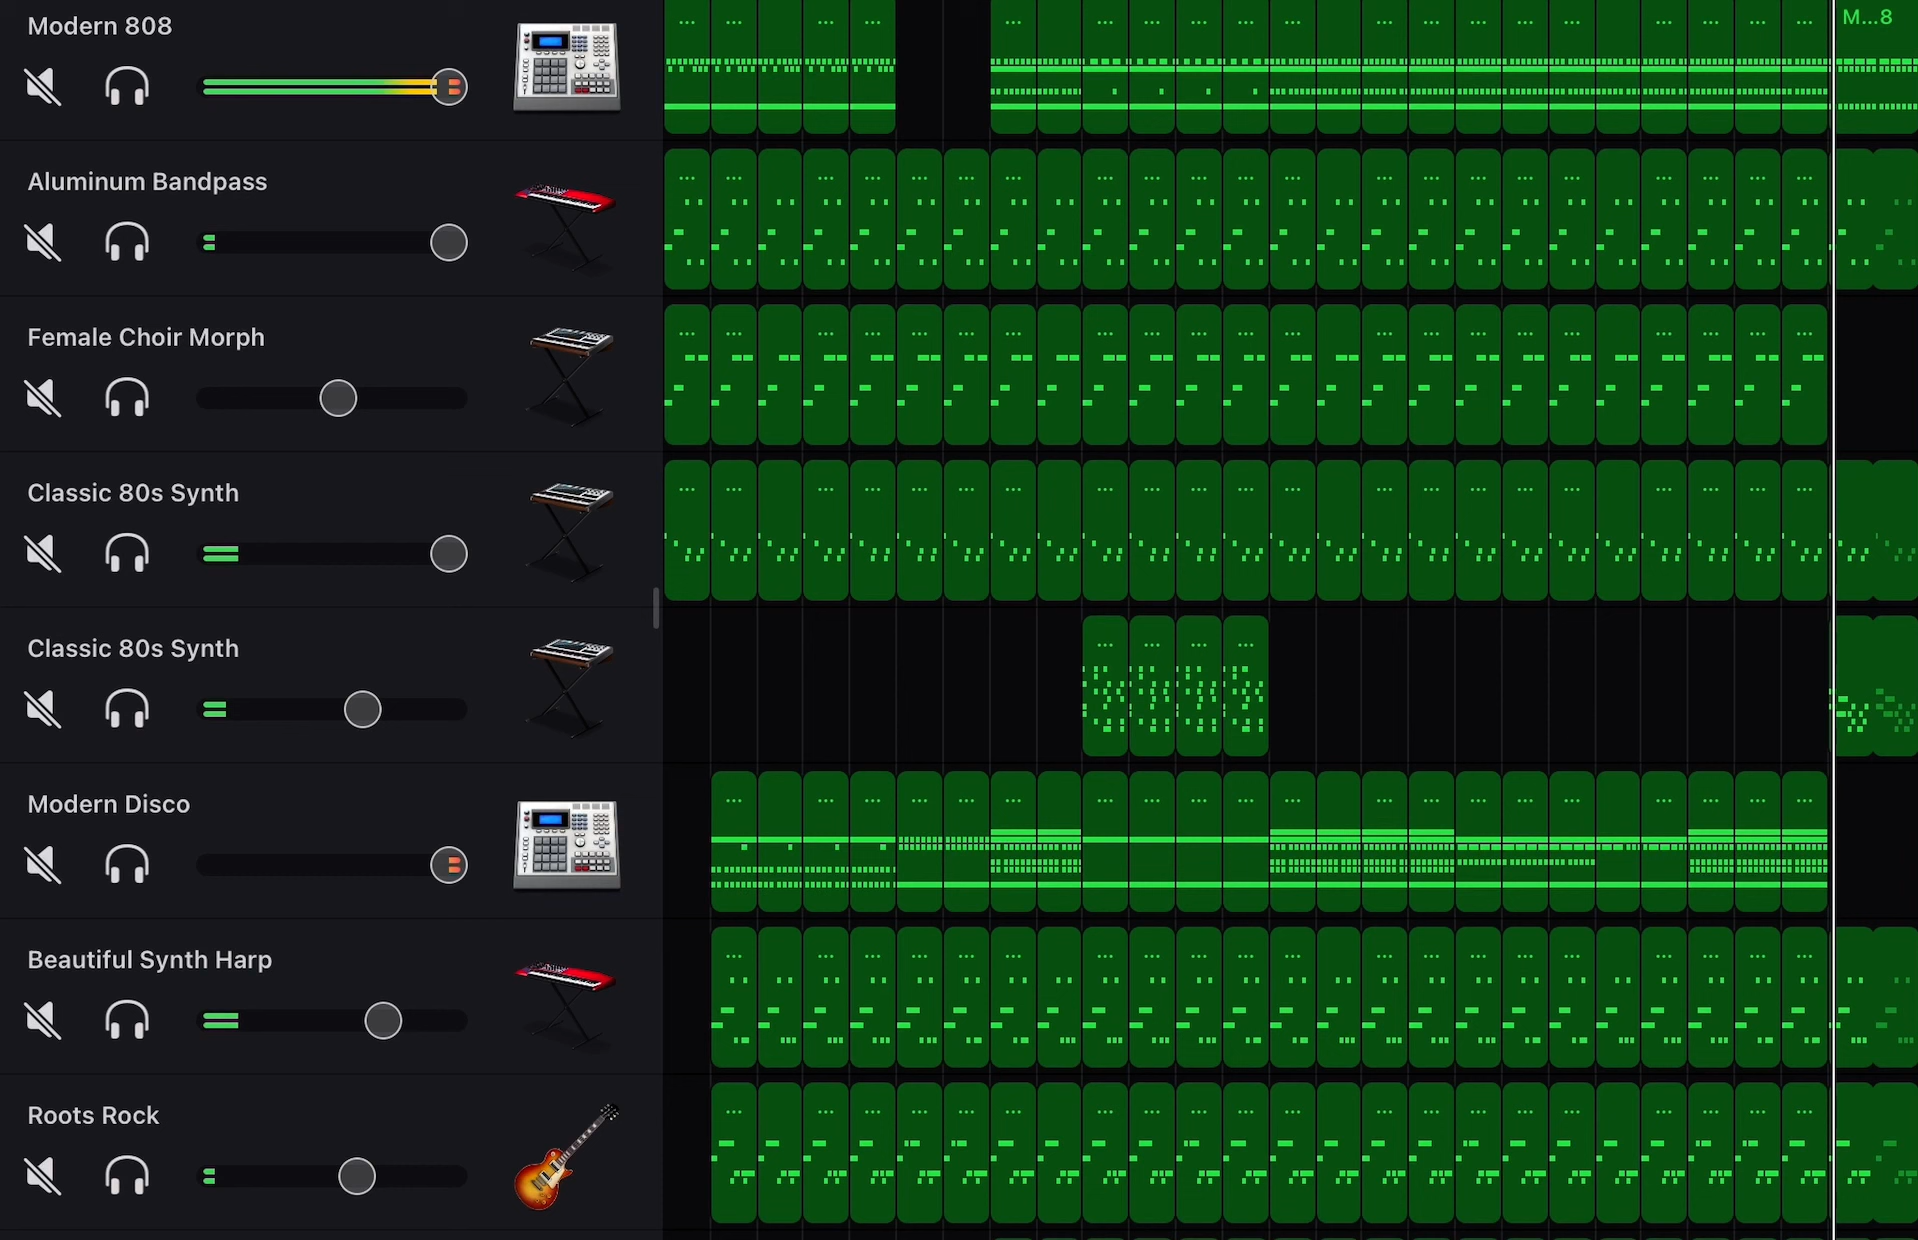 Modern 808
M...8
Aluminum Bandpass
Female Choir Morph
Classic 80s Synth
Classic 80s Synth
Modern Disco
Beautiful Synth Harp
Roots Rock